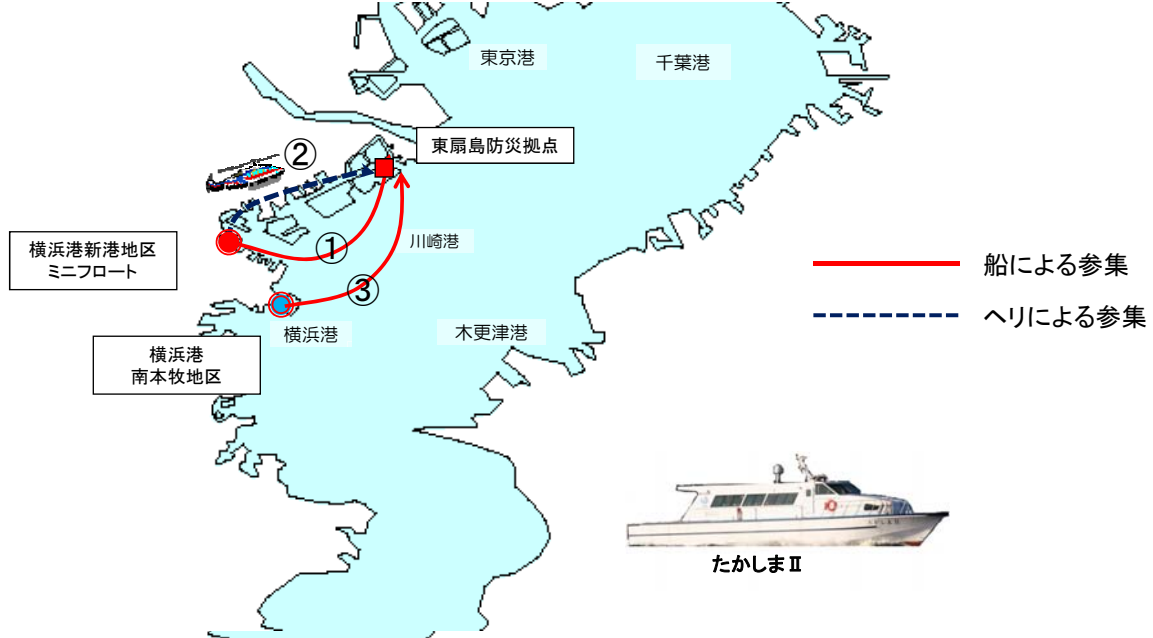 東京港
千葉港
②
東扇島防災拠点
横浜港新港地区
ミニフロート
①
川崎港
船による参集
③
ヘリによる参集
横浜港
木更津港
横浜港
南本牧地区
たかしまⅡ